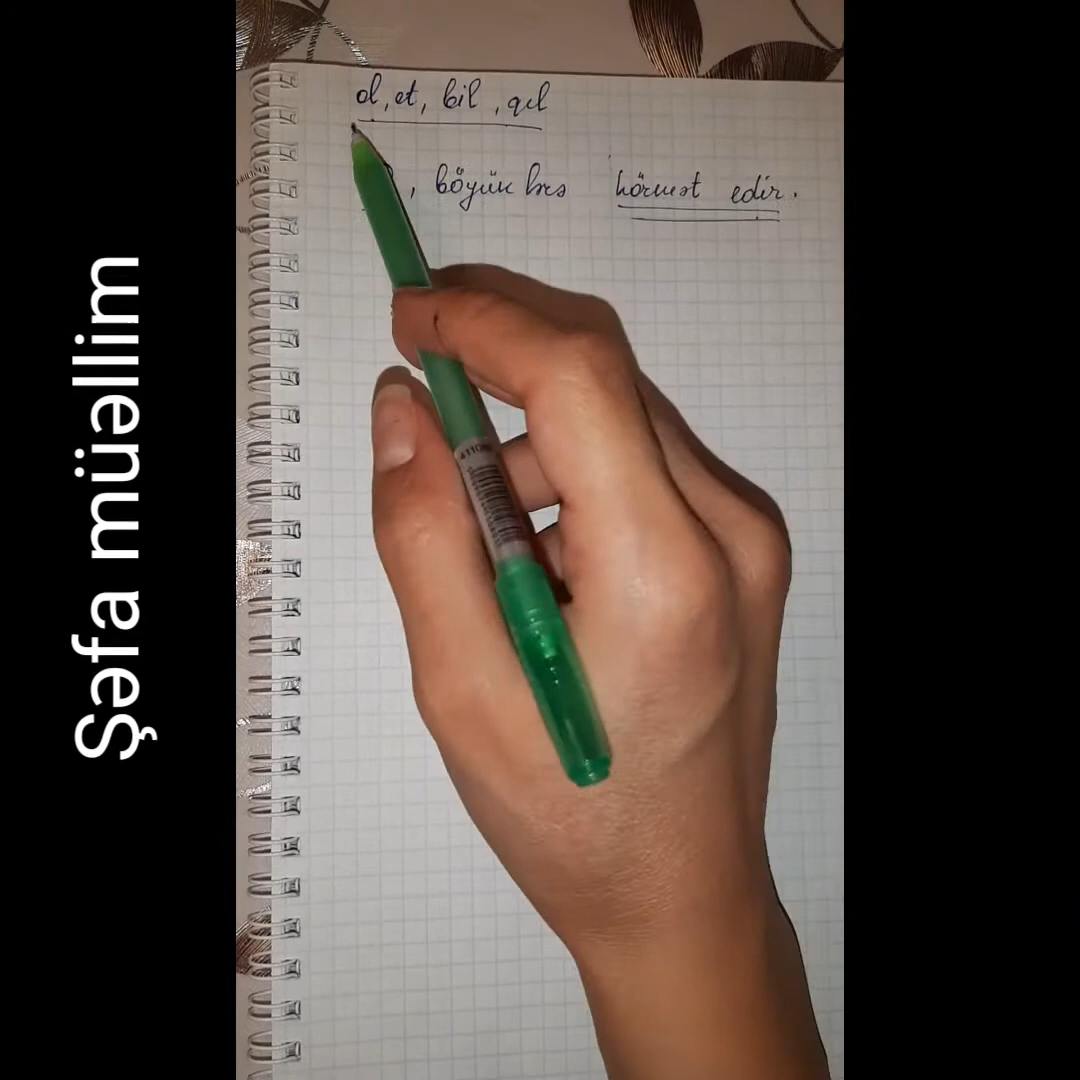 ol, et, bil, qıl
, böyüklərə hörmət edir.
Şəfa müəllim